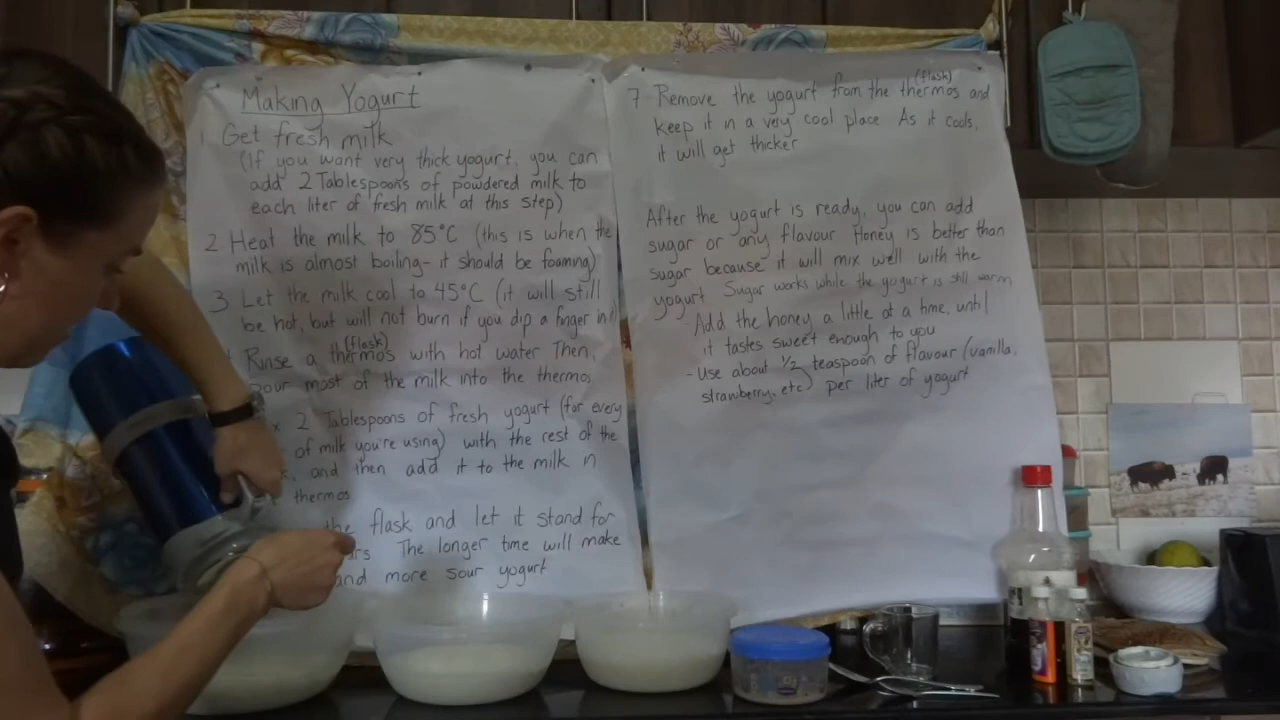 Making Yogurt
1 Get fresh milk
(If you want very thick yogurt, you can
add 2 Tablespoons of powdered milk to
each liter of fresh milk at this step)
2 Heat the milk to 85°C (this is when the
milk is almost boiling - it should be foaming)
3 Let the milk cool to 45°C (it will still
be hot, but will not burn if you dip a finger in)
(flask)
Rinse a thermos with hot water Then,
pour most of the milk into the thermos
2 Tablespoons of fresh yogurt (for every
of milk you're using) with the rest of the
and then add it to the milk in
thermos
the flask and let it stand for
The longer time will make
and more sour yogurt
(flask)
7 Remove the yogurt from the thermos and
keep it in a very cool place As it cools,
it will get thicker
After the yogurt is ready, you can add
sugar or any flavour Honey is better than
sugar because it will mix well with the
yogurt Sugar works while the yogurt is still warm
- Add the honey a little at a time, until
it tastes sweet enough to you
- Use about 1/2 teaspoon of flavour (vanilla,
strawberry, etc) per liter of yogurt